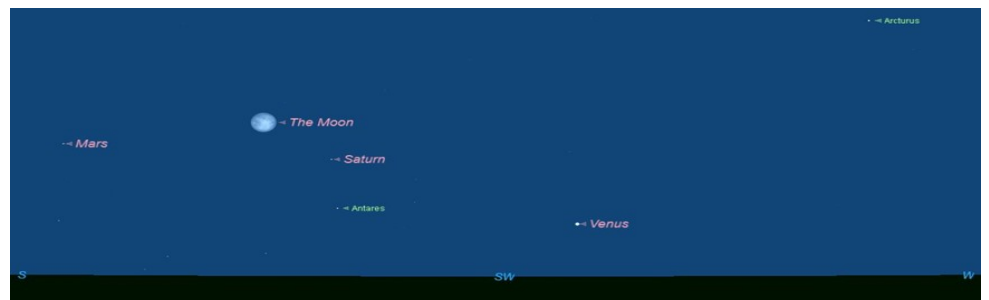 Arcturus
The Moon
Mars
Saturn
Antares
Venus
S
SW
W